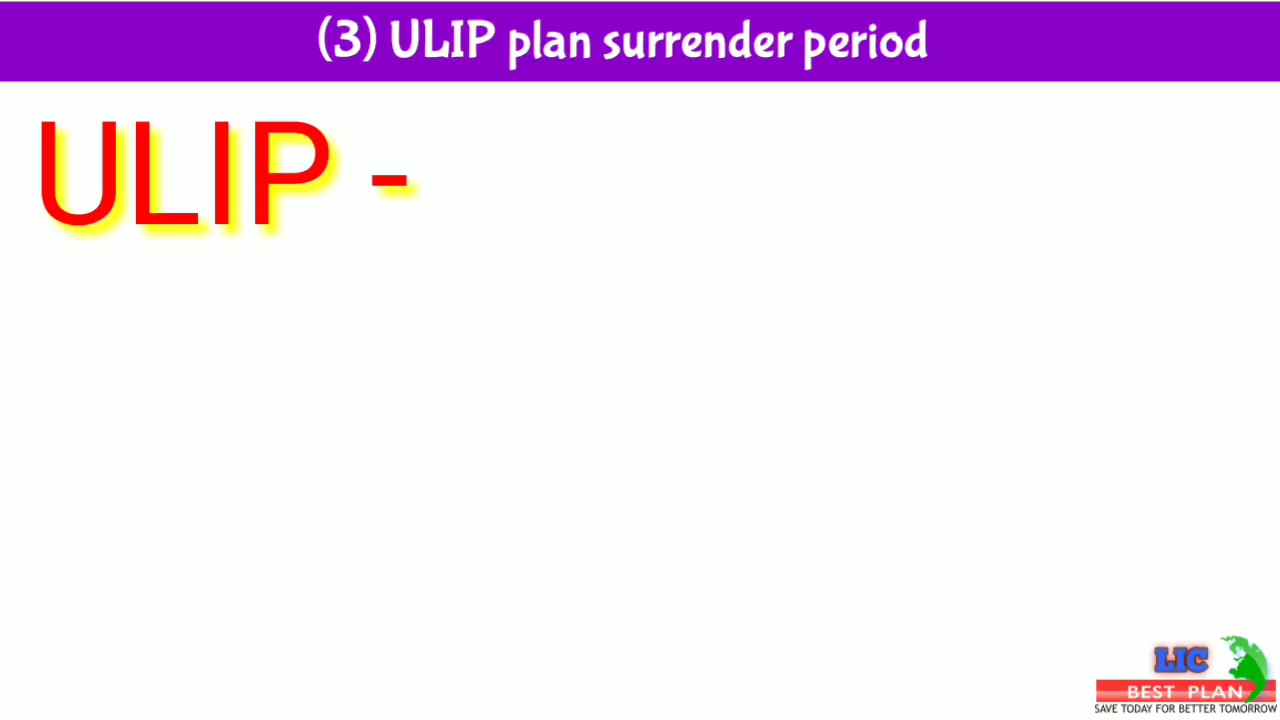 (3) ULIP plan surrender period
ULIP -
LIC
BEST PLAN
SAVE TODAY FOR BETTER TOMORROW